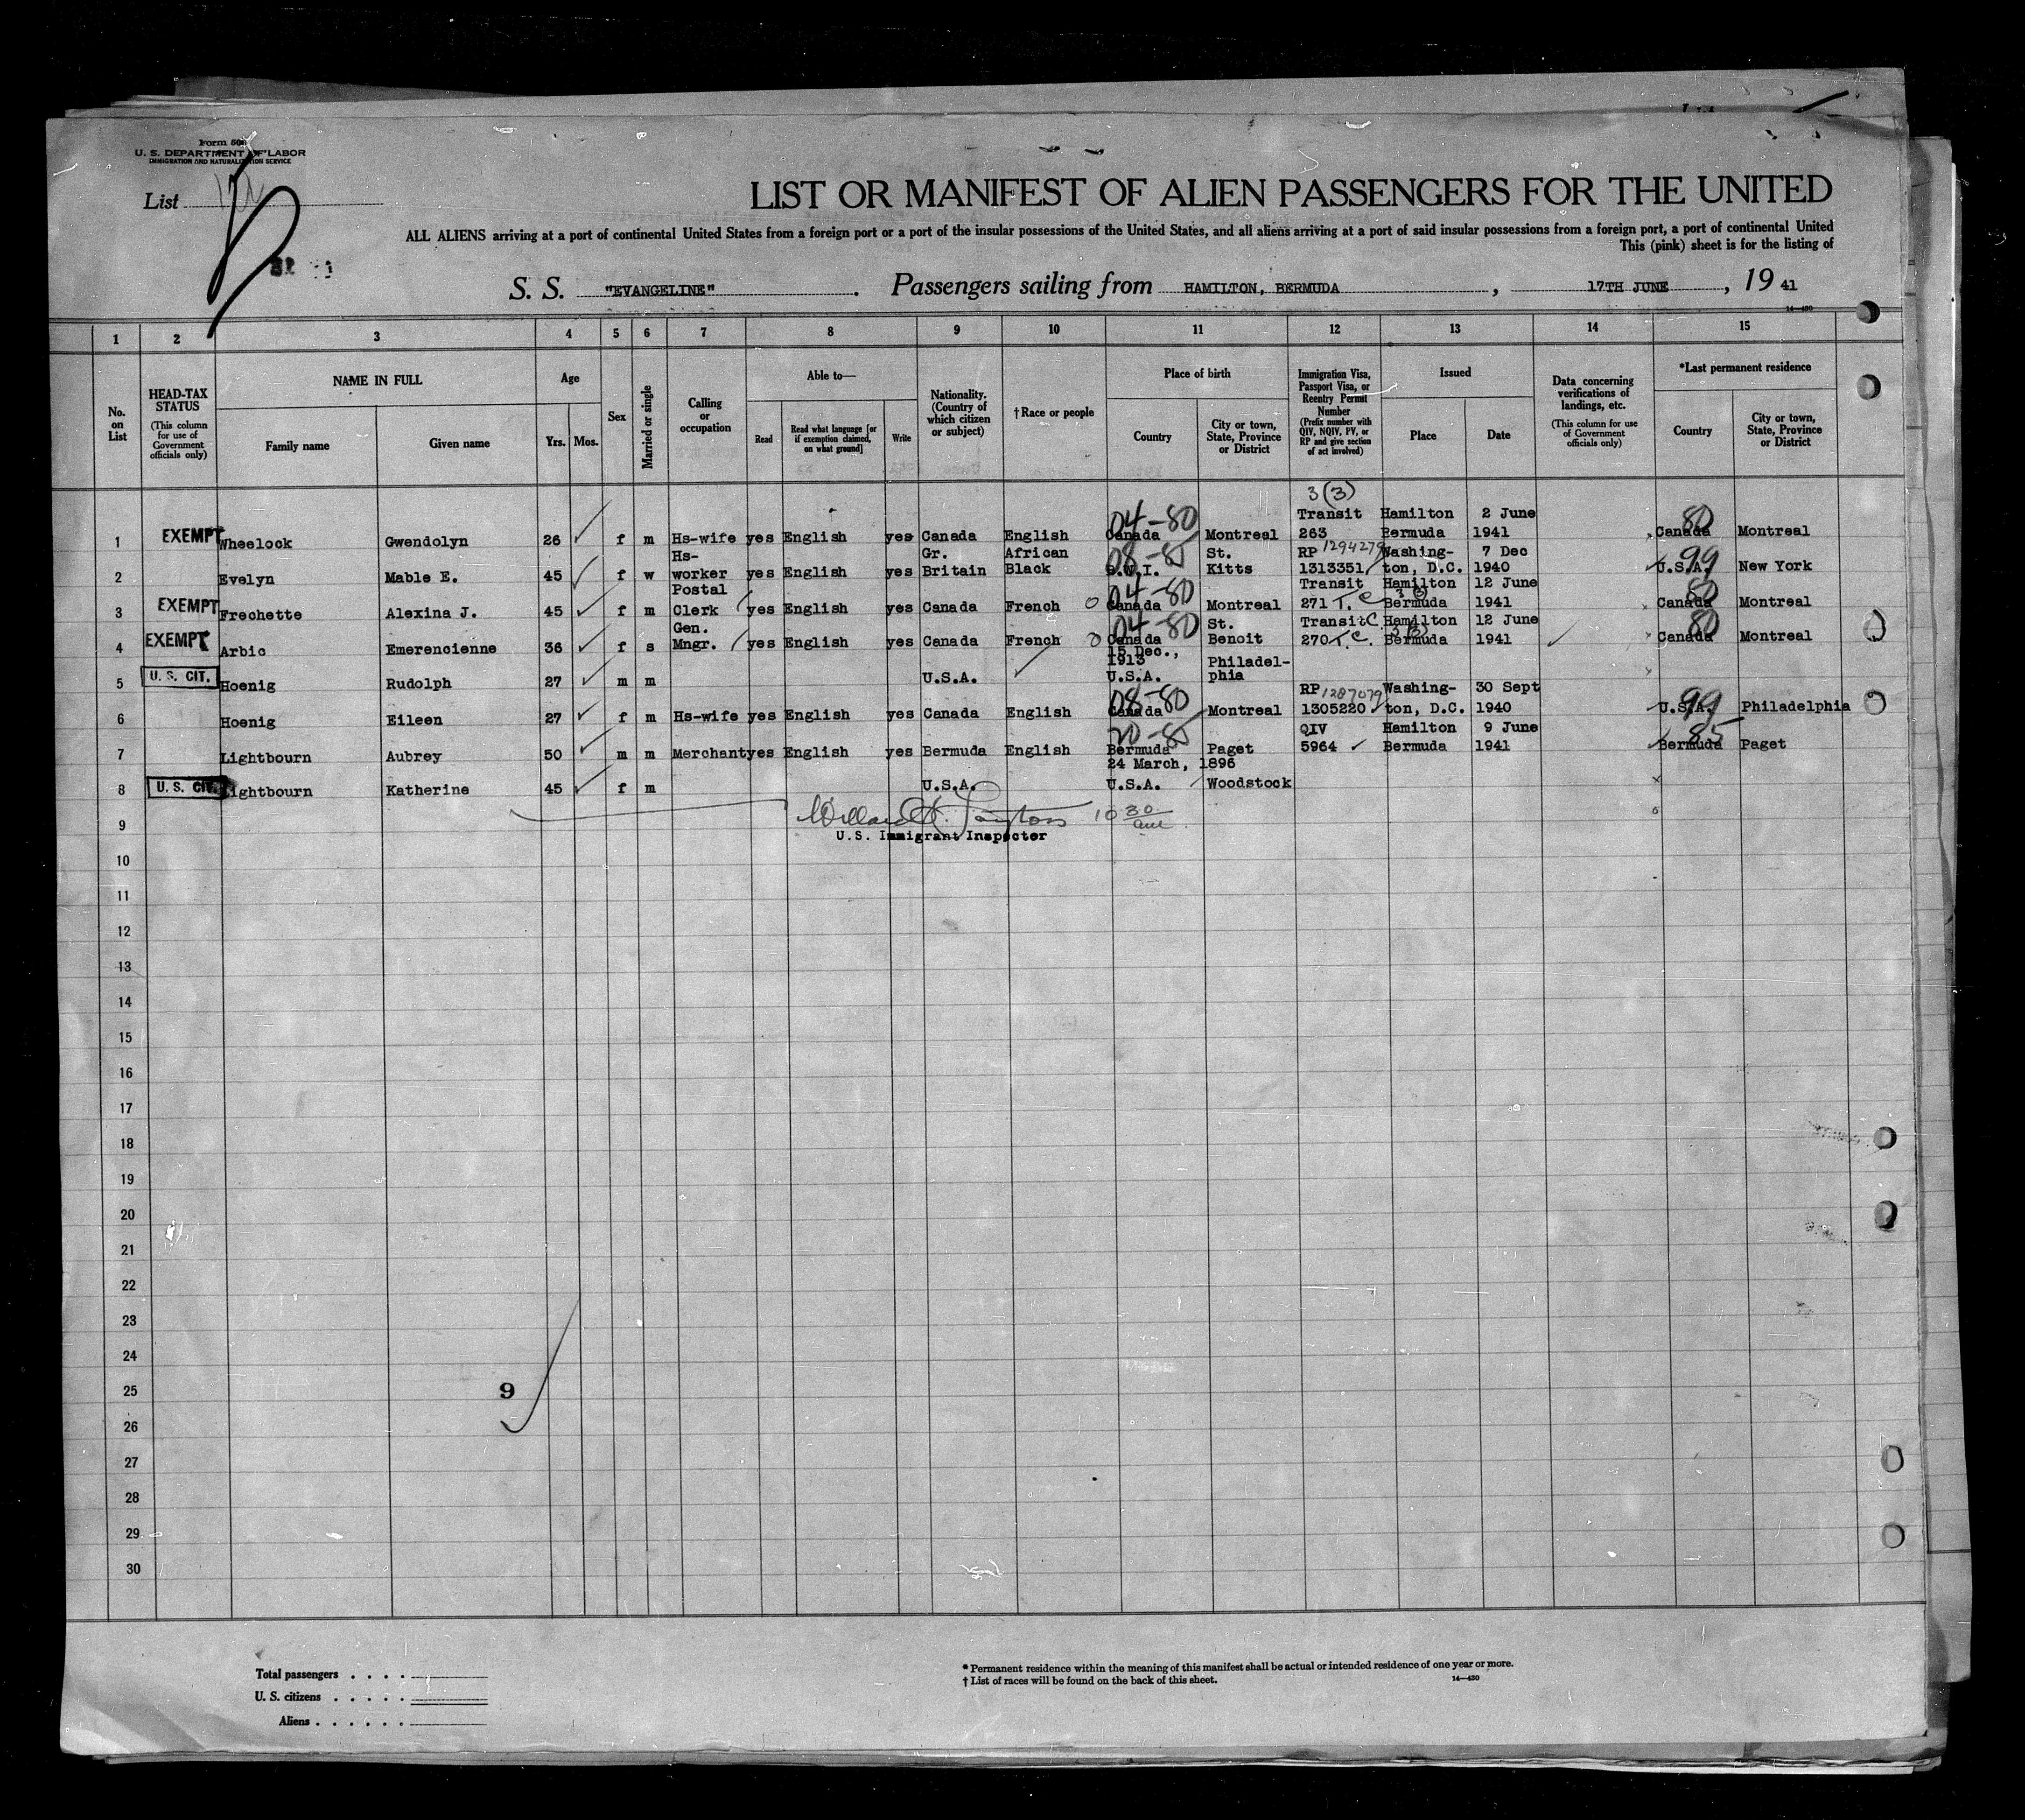 Form 500
U. S. DEPARTMENT OF LABOR
IMMIGRATION AND NATURALIZATION SERVICE
List
LIST OR MANIFEST OF ALIEN PASSENGERS FOR THE UNITED
ALL ALIENS arriving at a port of continental United States from a foreign port or a port of the insular possessions of the United States, and all aliens arriving at a port of said insular possessions from a foreign port, a port of continental United
This (pink) sheet is for the listing of
S. S. "EVANGELINE". Passengers sailing from HAMILTON, BERMUDA, 17TH JUNE, 19 41
14—430
1 2 3 4 5 6 7 8 9 10 11 12 13 14 15
No. on List
HEAD-TAX STATUS
(This column for use of Government officials only)
NAME IN FULL
Family name
Given name
Age
Yrs.
Mos.
Sex
Married or single
Calling or occupation
Able to—
Read
Read what language [or if exemption claimed, on what ground]
Write
Nationality. (Country of which citizen or subject)
†Race or people
Place of birth
Country
City or town, State, Province or District
Immigration Visa, Passport Visa, or Reentry Permit Number
(Prefix number with QIV, NQIV, PV, or RP and give section of act involved)
Issued
Place
Date
Data concerning verifications of landings, etc.
(This column for use of Government officials only)
*Last permanent residence
Country
City or town, State, Province or District
3(3)
Transit Hamilton 2 June
1 EXEMPT Wheelock Gwendolyn 26 f m Hs-wife yes English yes Canada English 04-80 Canada Montreal 263 Bermuda 1941 80 Canada Montreal
Hs- Gr. African 08-85 St. RP 1294279 Washing- 7 Dec
2 Evelyn Mable E. 45 f w worker yes English yes Britain Black B.W.I. Kitts 1313351 ton, D.C. 1940 99 U.S.A. New York
Postal 04-80 Transit Hamilton 12 June
3 EXEMPT Frechette Alexina J. 45 f m Clerk yes English yes Canada French Canada Montreal 271 T.C Bermuda 1941 80 Canada Montreal
Gen. 04-80 St. Transit C. Hamilton 12 June
4 EXEMPT Arbic Emerencienne 36 f s Mngr. yes English yes Canada French Canada Benoit 270 T.C. Bermuda 1941 80 Canada Montreal
15 Dec., 1913 Philadel-
5 U. S. CIT. Hoenig Rudolph 27 m m U.S.A. U.S.A. phia
08-80 RP 1287079 Washing- 30 Sept
6 Hoenig Eileen 27 f m Hs-wife yes English yes Canada English Canada Montreal 1305220 ton, D.C. 1940 99 U.S.A. Philadelphia
20-85 QIV Hamilton 9 June
7 Lightbourn Aubrey 50 m m Merchant yes English yes Bermuda English Bermuda Paget 5964 Bermuda 1941 85 Bermuda Paget
24 March, 1896
8 U. S. CIT. Lightbourn Katherine 45 f m U.S.A. U.S.A. Woodstock
10 30 am
9
U.S. Immigrant Inspector
10
11
12
13
14
15
16
17
18
19
20
21
22
23
24
25
9
26
27
28
29
30
Total passengers . . . .
U. S. citizens . . . . .
Aliens . . . . . .
* Permanent residence within the meaning of this manifest shall be actual or intended residence of one year or more.
† List of races will be found on the back of this sheet.
14—430